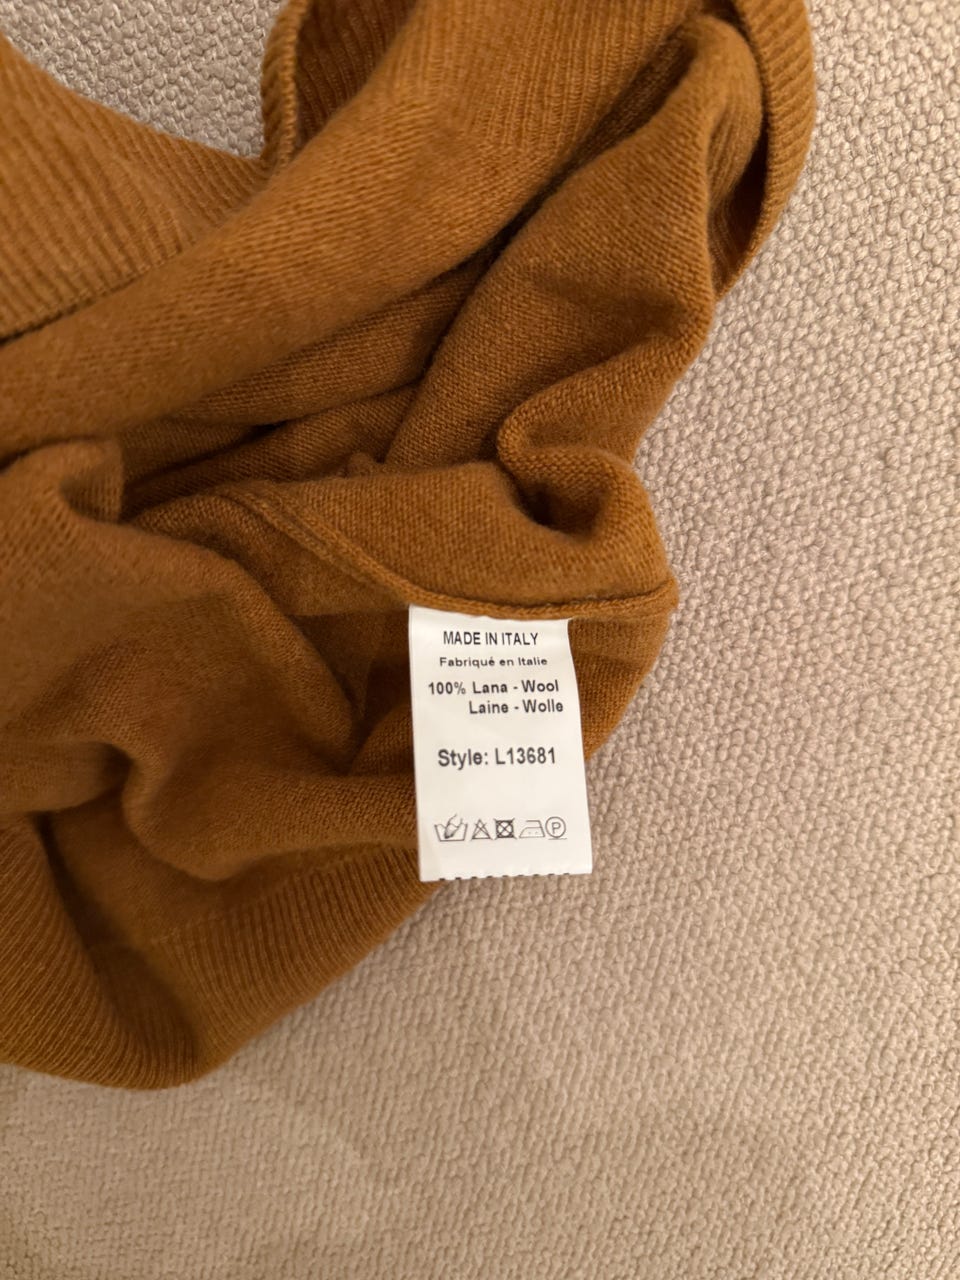 MADE IN ITALY
Fabriqué en Italie
100% Lana - Wool
Laine - Wolle
Style: L13681
P